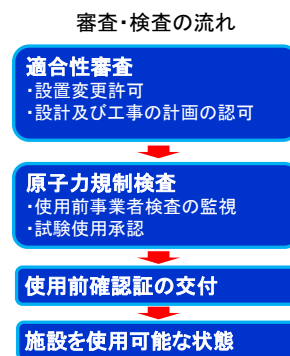 審査・検査の流れ
適合性審査
・設置変更許可
・設計及び工事の計画の認可
原子力規制検査
・使用前事業者検査の監視
・試験使用承認
使用前確認証の交付
施設を使用可能な状態